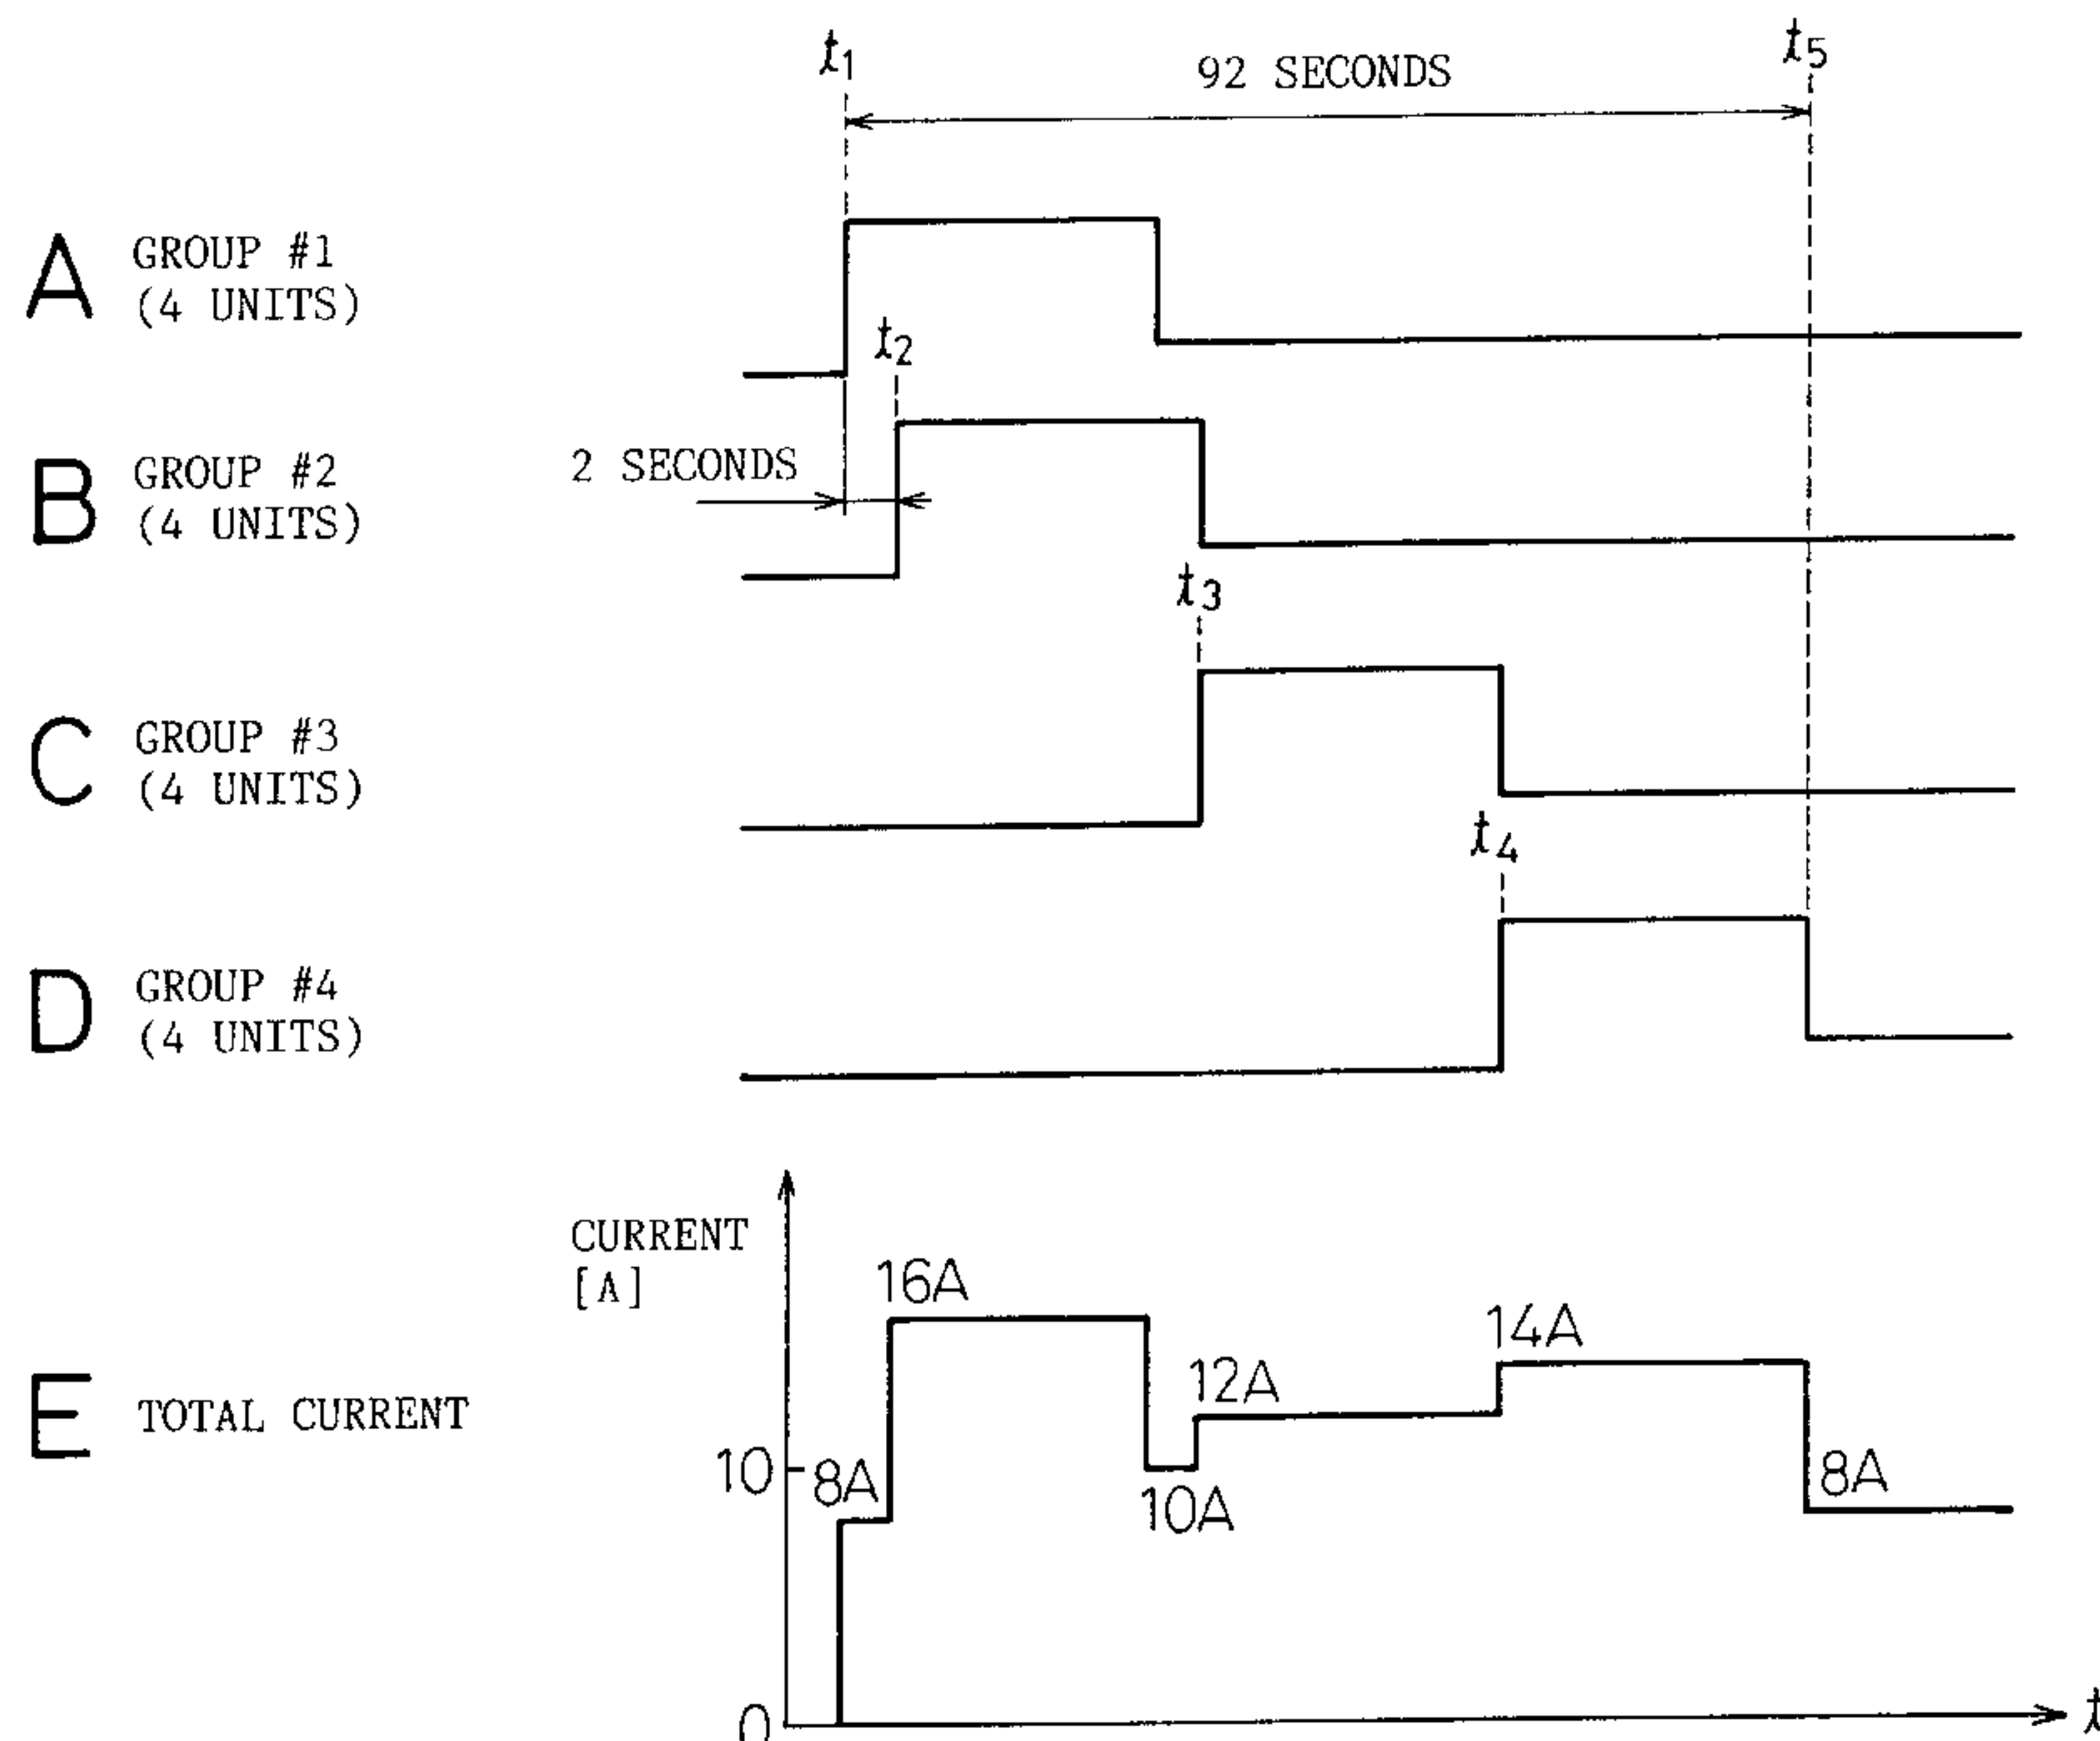 t1
92 SECONDS
t5
A GROUP #1
(4 UNITS)
t2
B GROUP #2
(4 UNITS)
2 SECONDS
t3
C GROUP #3
(4 UNITS)
t4
D GROUP #4
(4 UNITS)
CURRENT
[A]
16A
14A
12A
E TOTAL CURRENT
10
8A
10A
8A
0
t